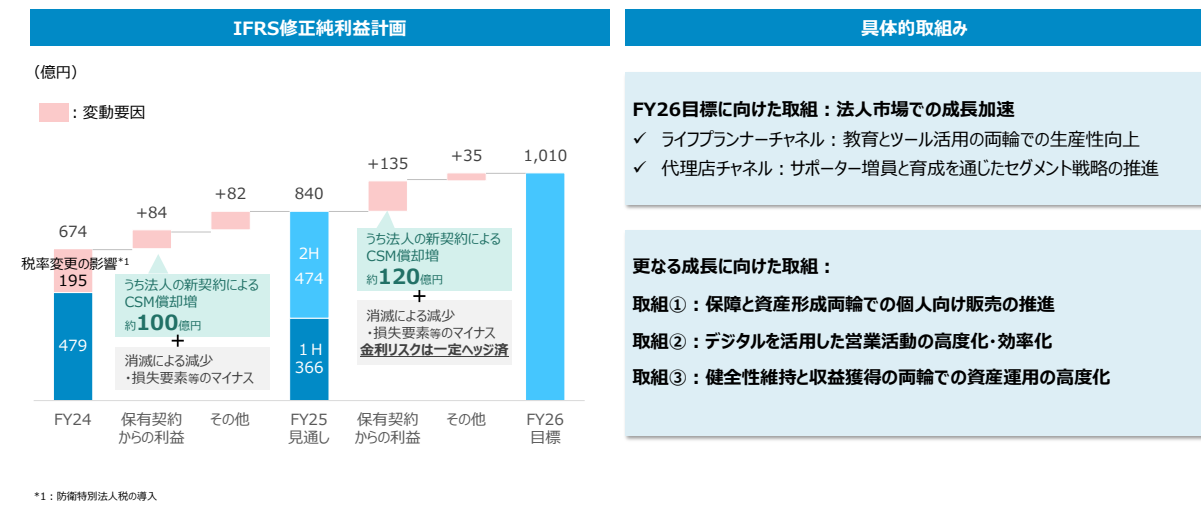 IFRS修正純利益計画
(億円)
:変動要因
674
+84
+82
840
+135
+35
1,010
税率変更の影響*1
195
479
うち法人の新契約による
CSM償却増
約100億円
+
消滅による減少
・損失要素等のマイナス
2H
474
1H
366
うち法人の新契約による
CSM償却増
約120億円
+
消滅による減少
・損失要素等のマイナス
金利リスクは一定ヘッジ済
FY24
保有契約
からの利益
その他
FY25
見通し
保有契約
からの利益
その他
FY26
目標
*1:防衛特別法人税の導入
具体的取組み
FY26目標に向けた取組:法人市場での成長加速
✓ ライフプランナーチャネル:教育とツール活用の両輪での生産性向上
✓ 代理店チャネル:サポーター増員と育成を通じたセグメント戦略の推進
更なる成長に向けた取組:
取組①:保障と資産形成両輪での個人向け販売の推進
取組②:デジタルを活用した営業活動の高度化・効率化
取組③:健全性維持と収益獲得の両輪での資産運用の高度化